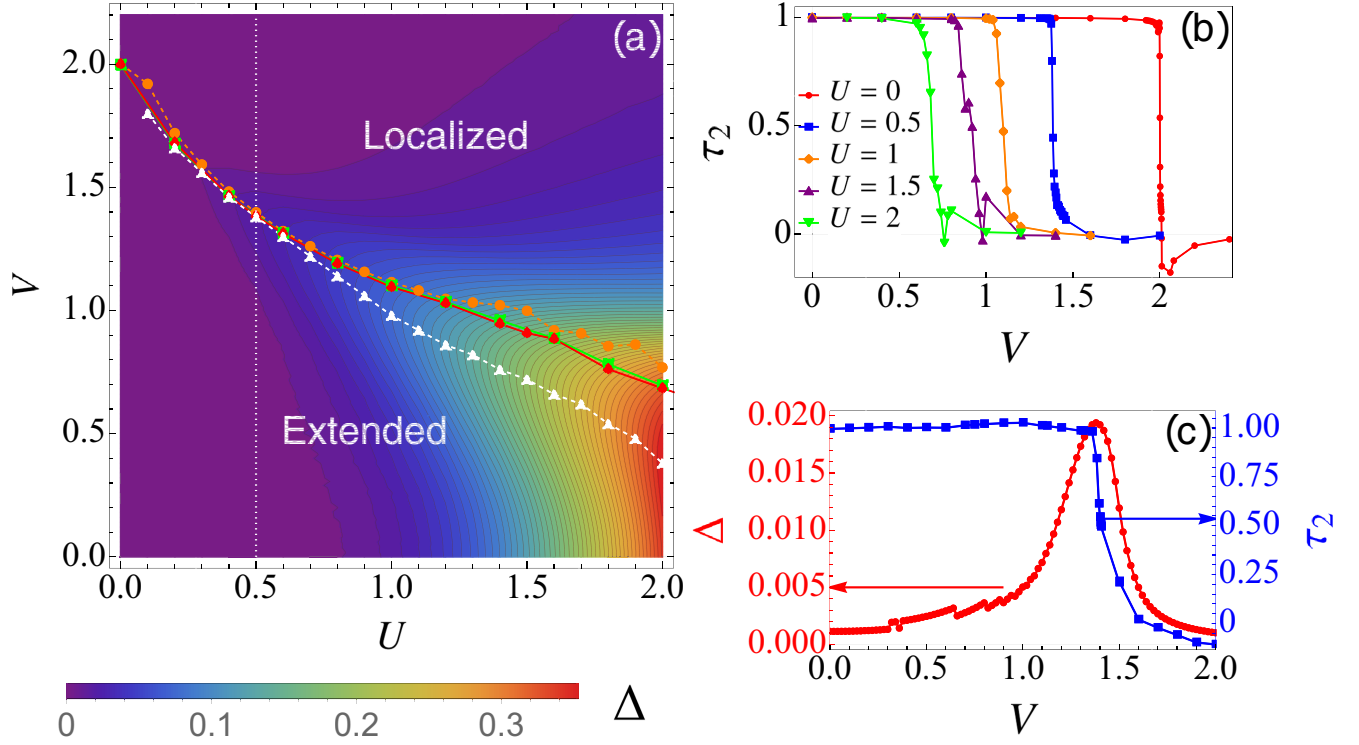 (a)
Localized
Extended
V
2.0
1.5
1.0
0.5
0.0
0.0
0.5
1.0
1.5
2.0
U
0
0.1
0.2
0.3
Δ
(b)
τ2
1
0.5
0
U = 0
U = 0.5
U = 1
U = 1.5
U = 2
0
0.5
1
1.5
2
V
(c)
Δ
0.020
0.015
0.010
0.005
0.000
1.00
0.75
0.50
0.25
0
τ2
0.0
0.5
1.0
1.5
2.0
V